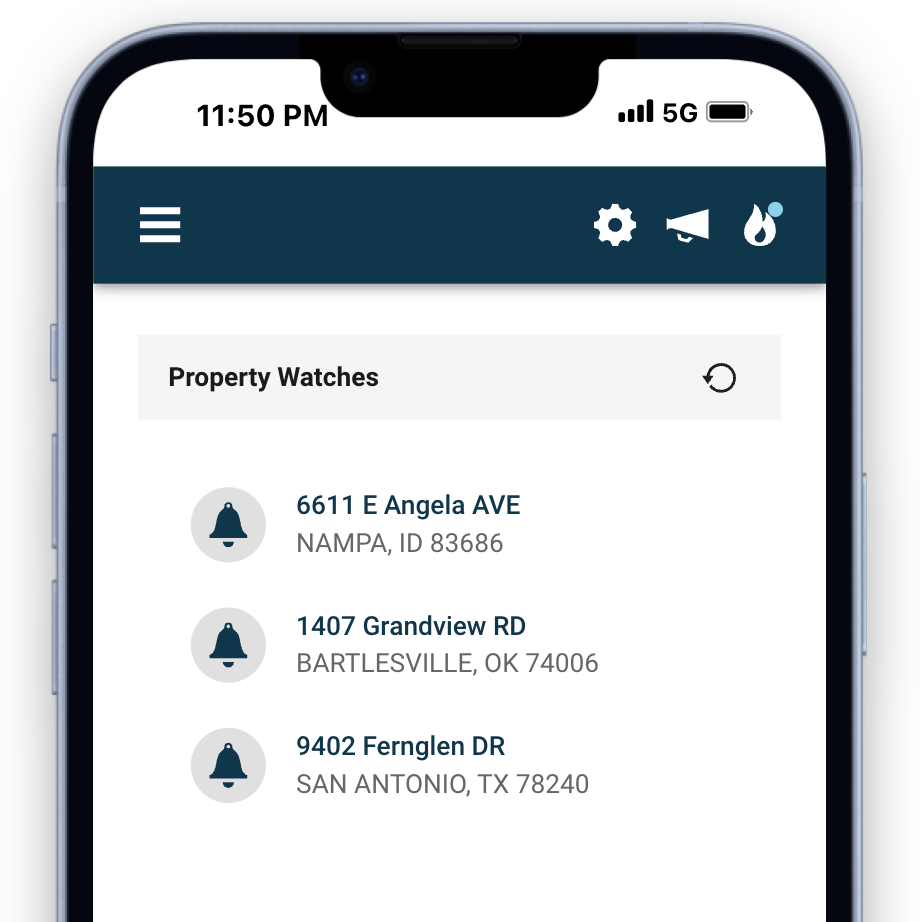 11:50 PM 5G
Property Watches
6611 E Angela AVE
NAMPA, ID 83686
1407 Grandview RD
BARTLESVILLE, OK 74006
9402 Fernglen DR
SAN ANTONIO, TX 78240